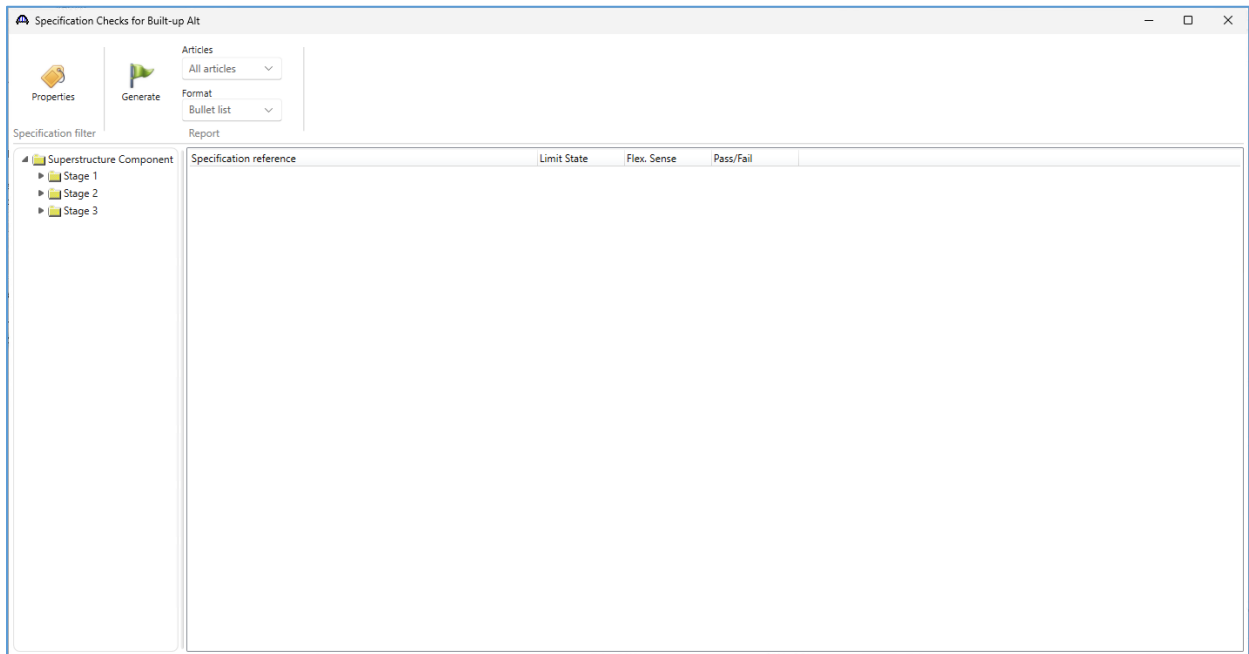 Specification Checks for Built-up Alt
Articles
All articles
Properties
Generate
Format
Bullet list
Specification filter
Report
Superstructure Component
Stage 1
Stage 2
Stage 3
Specification reference Limit State Flex. Sense Pass/Fail